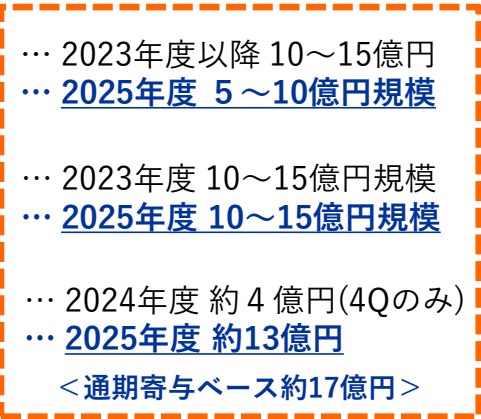 … 2023年度以降 10～15億円
… 2025年度 ５～10億円規模
… 2023年度 10～15億円規模
… 2025年度 10～15億円規模
… 2024年度 約４億円(4Qのみ)
… 2025年度 約13億円
＜通期寄与ベース約17億円＞